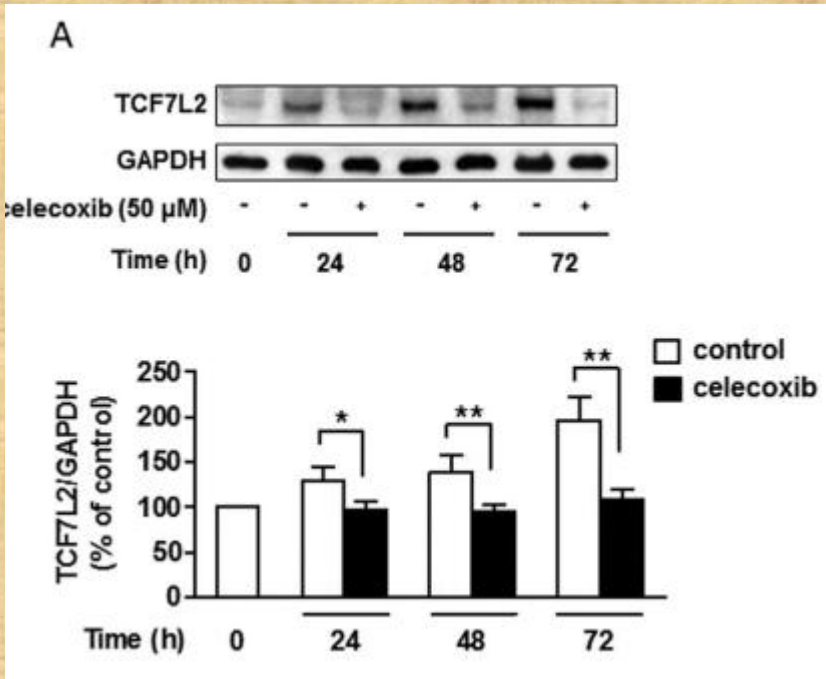 A
TCF7L2
GAPDH
celecoxib (50 µM) - - + - + - +
Time (h) 0 24 48 72
control
celecoxib
TCF7L2/GAPDH
(% of control)
250
200
150
100
50
0
* ** **
Time (h) 0 24 48 72